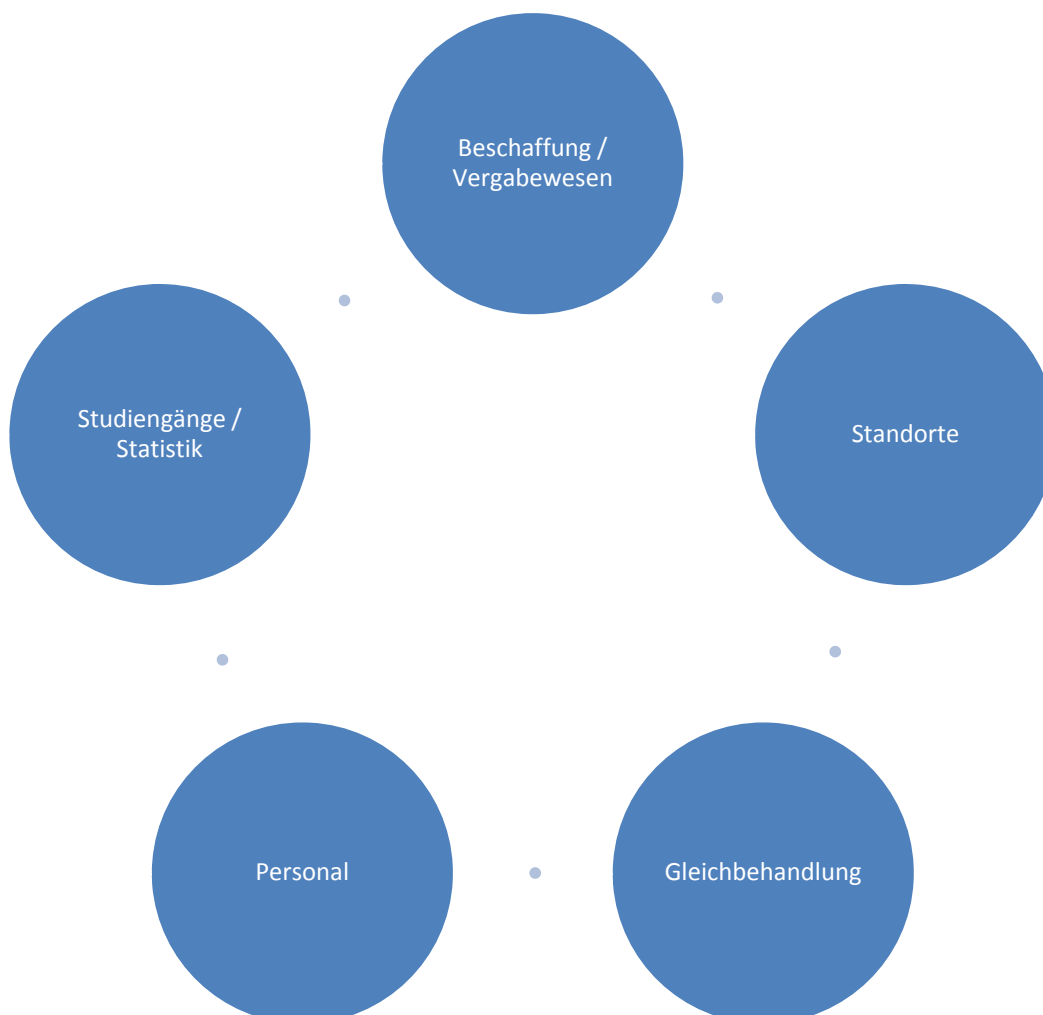 Beschaffung /
Vergabewesen
Studiengänge /
Statistik
Standorte
Personal
Gleichbehandlung